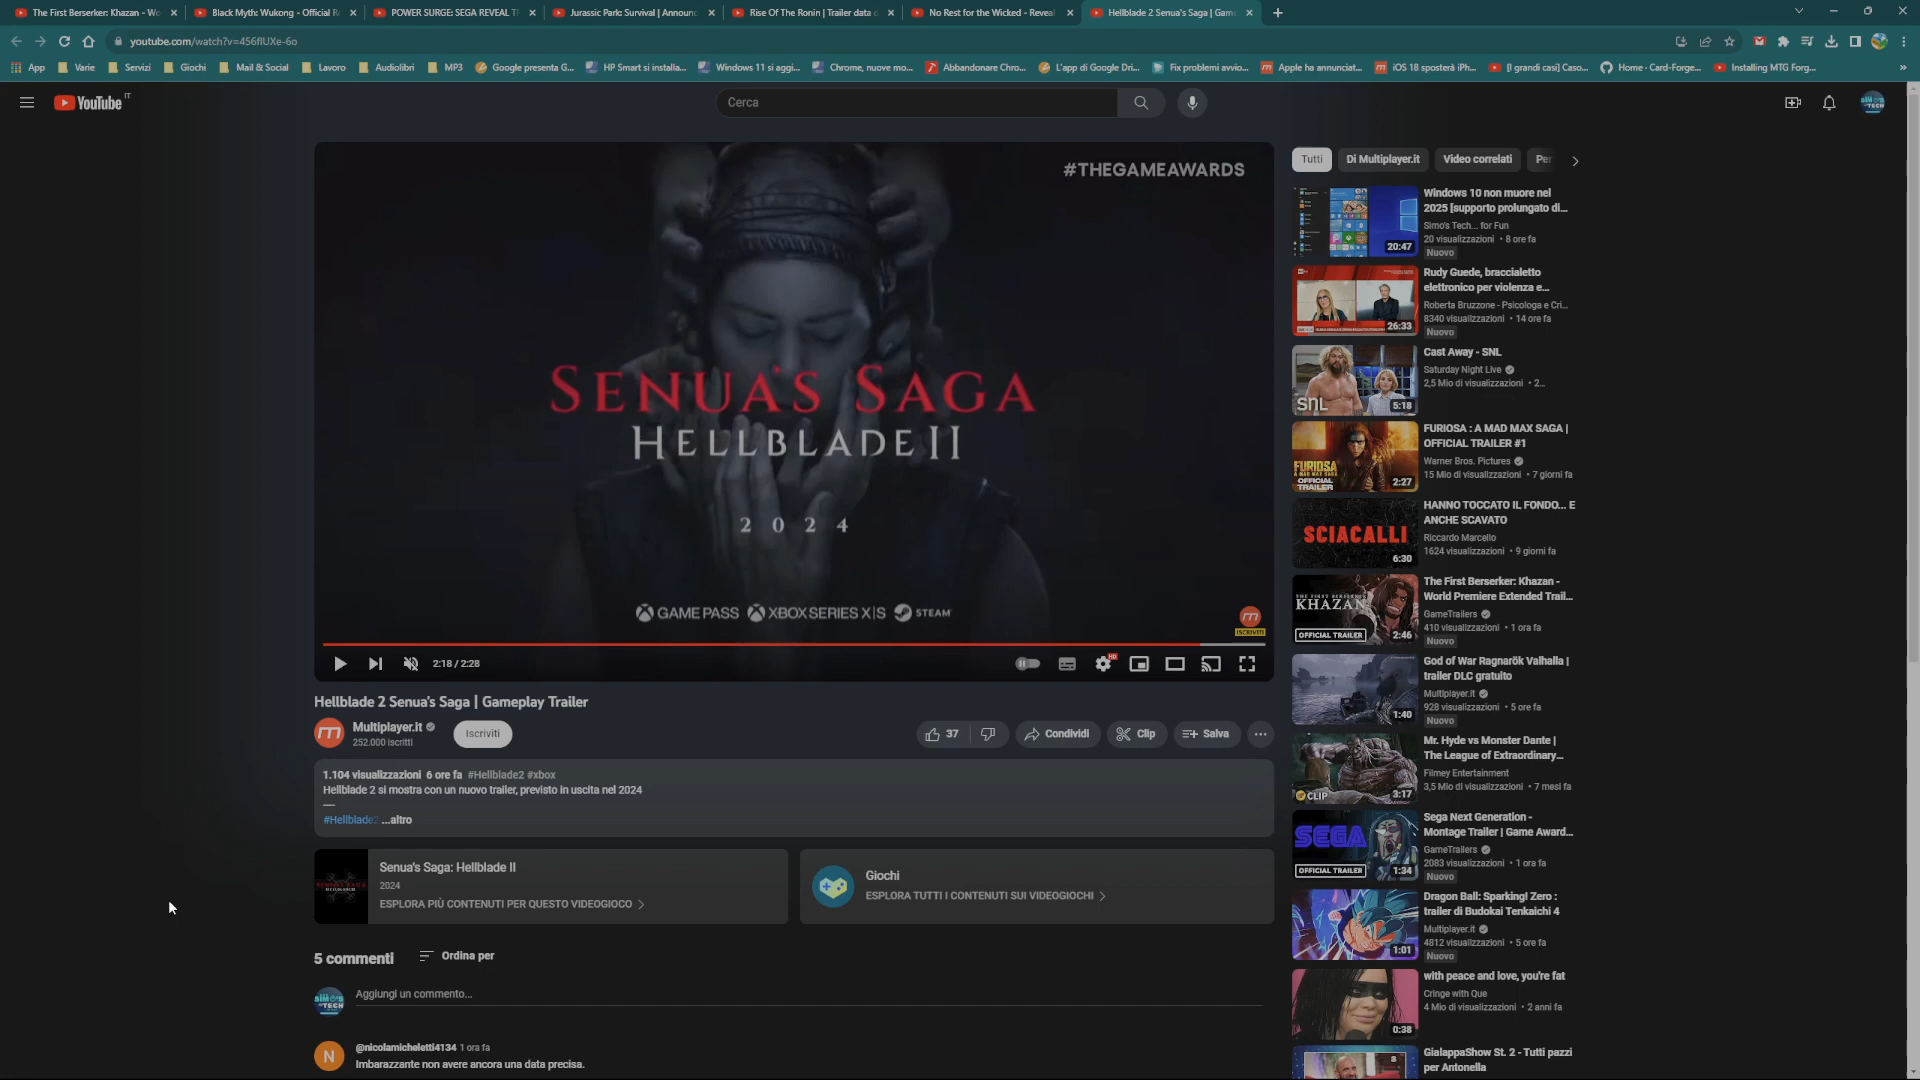 The First Berserker: Khazan - Wo
Black Myth: Wukong - Official R
POWER SURGE: SEGA REVEAL T
Jurassic Park: Survival | Announc
Rise Of The Ronin | Trailer data d
No Rest for the Wicked - Reveal
Hellblade 2 Senua's Saga | Game
youtube.com/watch?v=456flUXe-6o
App
Varie
Servizi
Giochi
Mail & Social
Lavoro
Audiolibri
MP3
Google presenta G...
HP Smart si installa...
Windows 11 si aggi...
Chrome, nuove mo...
Abbandonare Chro...
L'app di Google Dri...
Fix problemi avvio...
Apple ha annunciat...
iOS 18 sposterà iPh...
[I grandi casi] Caso...
Home - Card-Forge...
Installing MTG Forg...
YouTube IT
Cerca
#THEGAMEAWARDS
SENUA'S SAGA
HELLBLADE II
2024
GAME PASS XBOX SERIES X|S STEAM
ISCRIVITI
2:18 / 2:28
HD
Hellblade 2 Senua's Saga | Gameplay Trailer
Multiplayer.it
252.000 iscritti
Iscriviti
37
Condividi
Clip
Salva
1.104 visualizzazioni 6 ore fa #Hellblade2 #xbox
Hellblade 2 si mostra con un nuovo trailer, previsto in uscita nel 2024
—
#Hellblade2 ...altro
Senua's Saga: Hellblade II
2024
ESPLORA PIÙ CONTENUTI PER QUESTO VIDEOGIOCO
Giochi
ESPLORA TUTTI I CONTENUTI SUI VIDEOGIOCHI
5 commenti
Ordina per
Aggiungi un commento...
N
@nicolamicheletti4134 1 ora fa
Imbarazzante non avere ancora una data precisa.
Tutti
Di Multiplayer.it
Video correlati
Per
20:47
Windows 10 non muore nel
2025 [supporto prolungato di...
Simo's Tech... for Fun
20 visualizzazioni • 8 ore fa
Nuovo
26:33
Rudy Guede, braccialetto
elettronico per violenza e...
Roberta Bruzzone - Psicologa e Cri...
8340 visualizzazioni • 14 ore fa
Nuovo
SNL
5:18
Cast Away - SNL
Saturday Night Live
2,5 Mio di visualizzazioni • 2...
FURIOSA
A MAD MAX SAGA
OFFICIAL
TRAILER
2:27
FURIOSA : A MAD MAX SAGA |
OFFICIAL TRAILER #1
Warner Bros. Pictures
15 Mio di visualizzazioni • 7 giorni fa
SCIACALLI
6:30
HANNO TOCCATO IL FONDO... E
ANCHE SCAVATO
Riccardo Marcello
1624 visualizzazioni • 9 giorni fa
THE FIRST BERSERKER
KHAZAN
OFFICIAL TRAILER
2:46
The First Berserker: Khazan -
World Premiere Extended Trail...
GameTrailers
410 visualizzazioni • 1 ora fa
Nuovo
1:40
God of War Ragnarök Valhalla |
trailer DLC gratuito
Multiplayer.it
928 visualizzazioni • 5 ore fa
Nuovo
CLIP
3:17
Mr. Hyde vs Monster Dante |
The League of Extraordinary...
Filmey Entertainment
3,5 Mio di visualizzazioni • 7 mesi fa
SEGA
OFFICIAL TRAILER
1:34
Sega Next Generation -
Montage Trailer | Game Award...
GameTrailers
2083 visualizzazioni • 1 ora fa
Nuovo
1:01
Dragon Ball: Sparking! Zero :
trailer di Budokai Tenkaichi 4
Multiplayer.it
4812 visualizzazioni • 5 ore fa
Nuovo
0:38
with peace and love, you're fat
Cringe with Que
4 Mio di visualizzazioni • 2 anni fa
GialappaShow St. 2 - Tutti pazzi
per Antonella